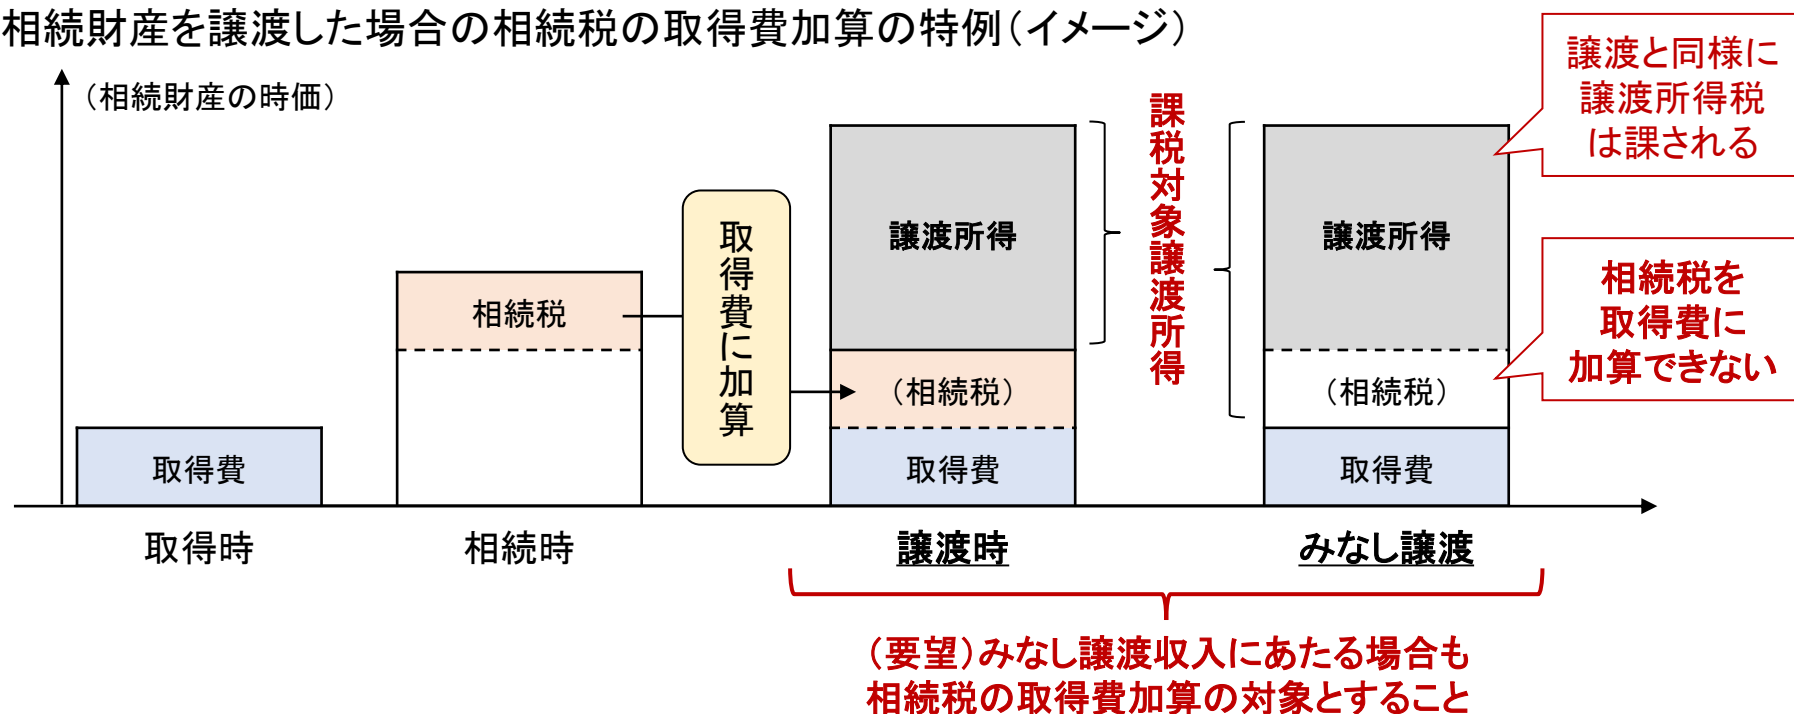 相続財産を譲渡した場合の相続税の取得費加算の特例（イメージ）
（相続財産の時価）
取得費
取得時
相続税
相続時
取得費に加算
譲渡所得
（相続税）
取得費
譲渡時
課税対象譲渡所得
譲渡所得
（相続税）
取得費
みなし譲渡
譲渡と同様に
譲渡所得税
は課される
相続税を
取得費に
加算できない
（要望）みなし譲渡収入にあたる場合も
相続税の取得費加算の対象とすること